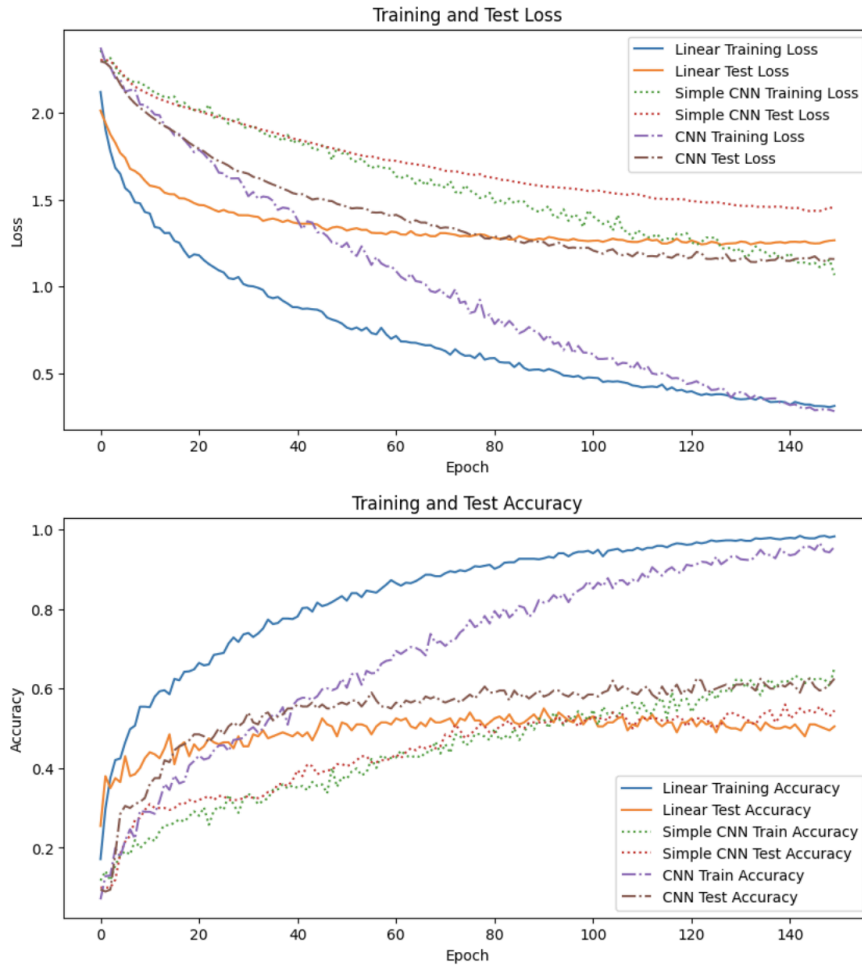 Training and Test Loss
Linear Training Loss
Linear Test Loss
Simple CNN Training Loss
Simple CNN Test Loss
CNN Training Loss
CNN Test Loss
Loss
2.0
1.5
1.0
0.5
0 20 40 60 80 100 120 140
Epoch
Training and Test Accuracy
Accuracy
1.0
0.8
0.6
0.4
0.2
Linear Training Accuracy
Linear Test Accuracy
Simple CNN Train Accuracy
Simple CNN Test Accuracy
CNN Train Accuracy
CNN Test Accuracy
0 20 40 60 80 100 120 140
Epoch